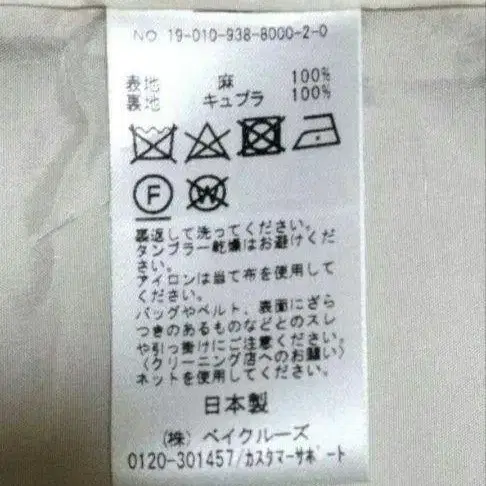 NO 19-010-938-8000-2-0
表地 麻 100%
裏地 キュプラ 100%
F W
裏返して洗ってください。
タンブラー乾燥はお避けくだ
さい。
アイロンは当て布を使用して
ください。
バッグやベルト、表面にざら
つきのあるものなどとのスレ
や引っ掛けにご注意ください。
(クリーニング店へのお願い)
ネットを使用してください。
日本製
(株) ベイクルーズ
0120-301457/カスタマーサポート